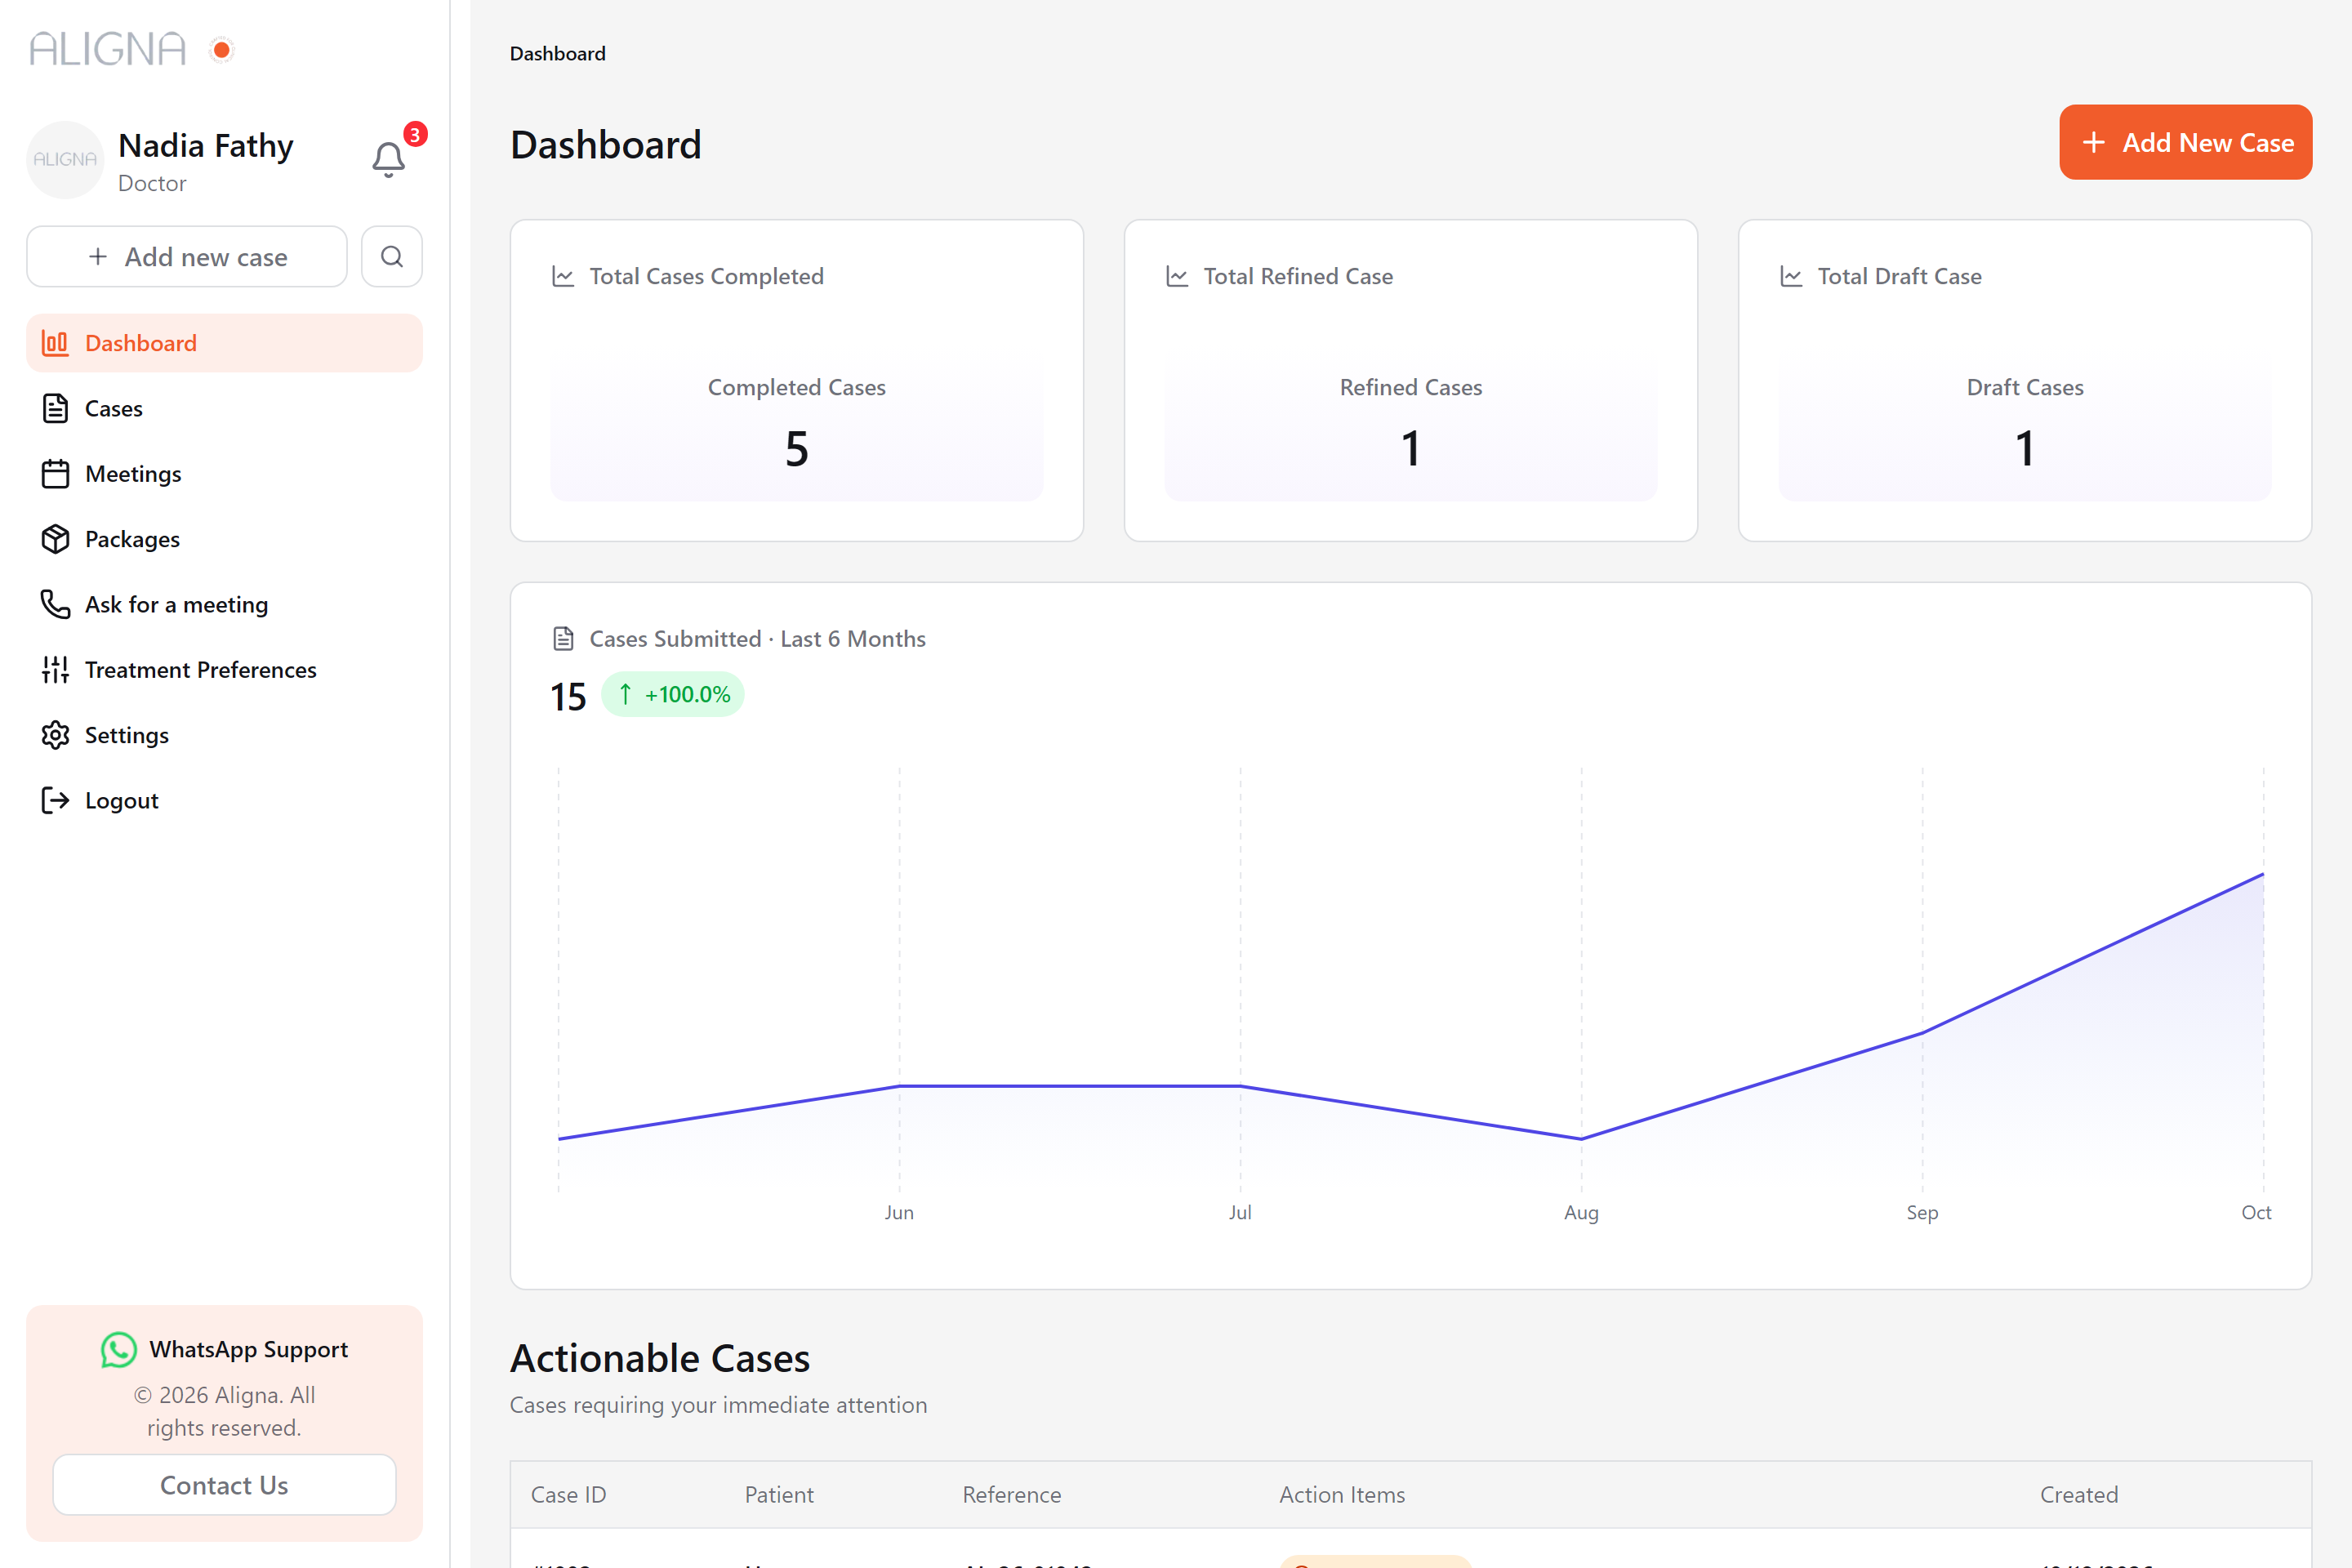 ALIGNA
ALIGNA
Nadia Fathy
Doctor
3
Add new case
Dashboard
Cases
Meetings
Packages
Ask for a meeting
Treatment Preferences
Settings
Logout
WhatsApp Support
© 2026 Aligna. All
rights reserved.
Contact Us
Dashboard
Dashboard
+ Add New Case
Total Cases Completed
Completed Cases
5
Total Refined Case
Refined Cases
1
Total Draft Case
Draft Cases
1
Cases Submitted · Last 6 Months
15 ↑ +100.0%
Jun Jul Aug Sep Oct
Actionable Cases
Cases requiring your immediate attention
Case ID Patient Reference Action Items Created